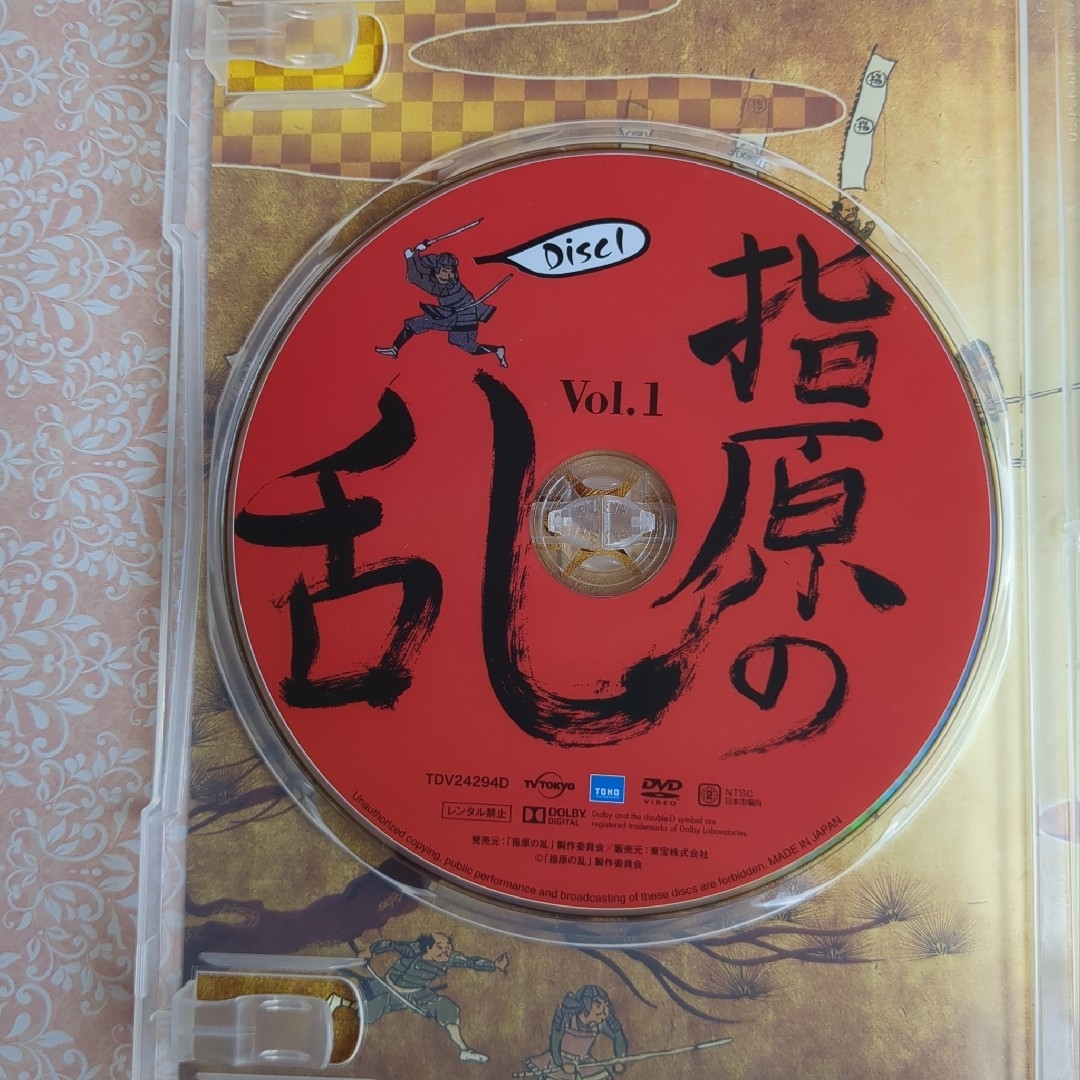 Disc1
指原の
乱
Vol.1
TDV24294D
TV TOKYO
TOHO
DVD
VIDEO
2
NTSC
日本市場向
レンタル禁止
DOLBY
DIGITAL
Dolby and the double-D symbol are
registered trademarks of Dolby Laboratories.
発売元:「指原の乱」製作委員会/販売元:東宝株式会社
©「指原の乱」製作委員会
Unauthorized copying, public performance and broadcasting of these discs are forbidden. MADE IN JAPAN